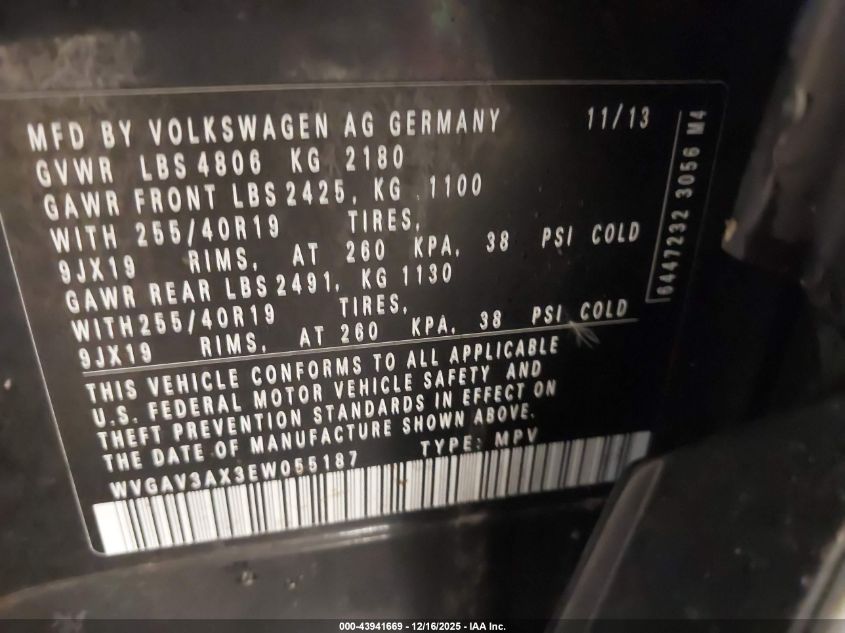 MFD BY VOLKSWAGEN AG GERMANY 11/13
GVWR LBS 4806 KG 2180
GAWR FRONT LBS 2425, KG 1100
WITH 255/40R19 TIRES,
9JX19 RIMS, AT 260 KPA, 38 PSI COLD
GAWR REAR LBS 2491, KG 1130
WITH 255/40R19 TIRES,
9JX19 RIMS, AT 260 KPA, 38 PSI COLD
THIS VEHICLE CONFORMS TO ALL APPLICABLE
U.S. FEDERAL MOTOR VEHICLE SAFETY AND
THEFT PREVENTION STANDARDS IN EFFECT ON
THE DATE OF MANUFACTURE SHOWN ABOVE.
WVGAV3AX3EW055187 TYPE: MPV
6447232 3056 M4
000-43941669 - 12/16/2025 - IAA Inc.